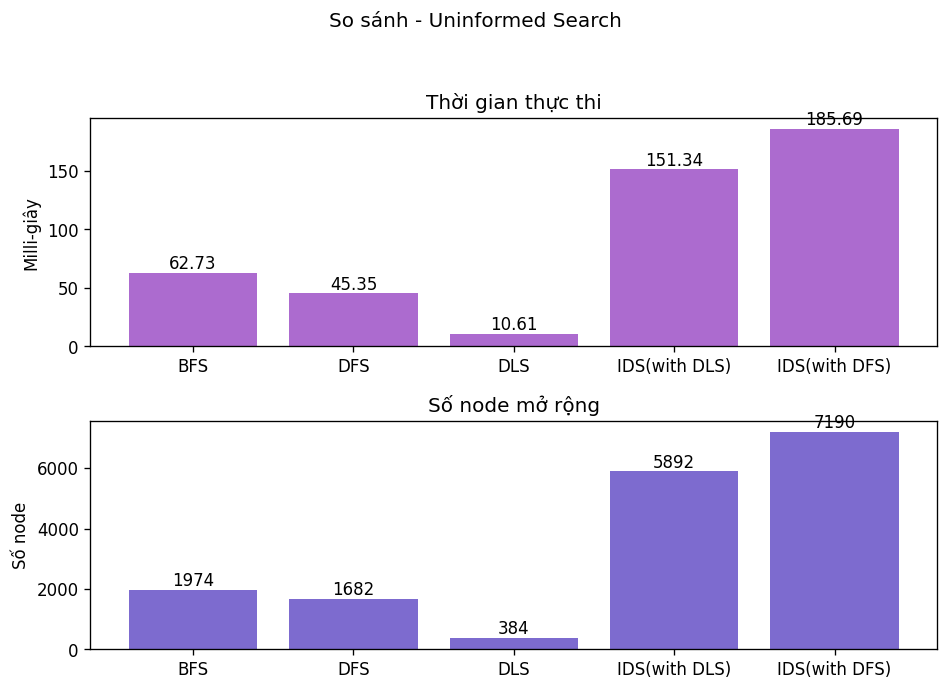 So sánh - Uninformed Search
Thời gian thực thi
Milli-giây
150
100
50
0
62.73
45.35
10.61
151.34
185.69
BFS
DFS
DLS
IDS(with DLS)
IDS(with DFS)
Số node mở rộng
Số node
6000
4000
2000
0
1974
1682
384
5892
7190
BFS
DFS
DLS
IDS(with DLS)
IDS(with DFS)